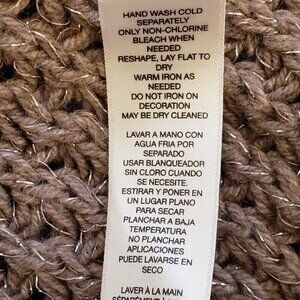 HAND WASH COLD
SEPARATELY
ONLY NON-CHLORINE
BLEACH WHEN
NEEDED
RESHAPE, LAY FLAT TO
DRY
WARM IRON AS
NEEDED
DO NOT IRON ON
DECORATION
MAY BE DRY CLEANED
LAVAR A MANO CON
AGUA FRIA POR
SEPARADO
USAR BLANQUEADOR
SIN CLORO CUANDO
SE NECESITE.
ESTIRAR Y PONER EN
UN LUGAR PLANO
PARA SECAR
PLANCHAR A BAJA
TEMPERATURA
NO PLANCHAR
APLICACIONES
PUEDE LAVARSE EN
SECO
LAVER À LA MAIN
SÉPARÉMENT À